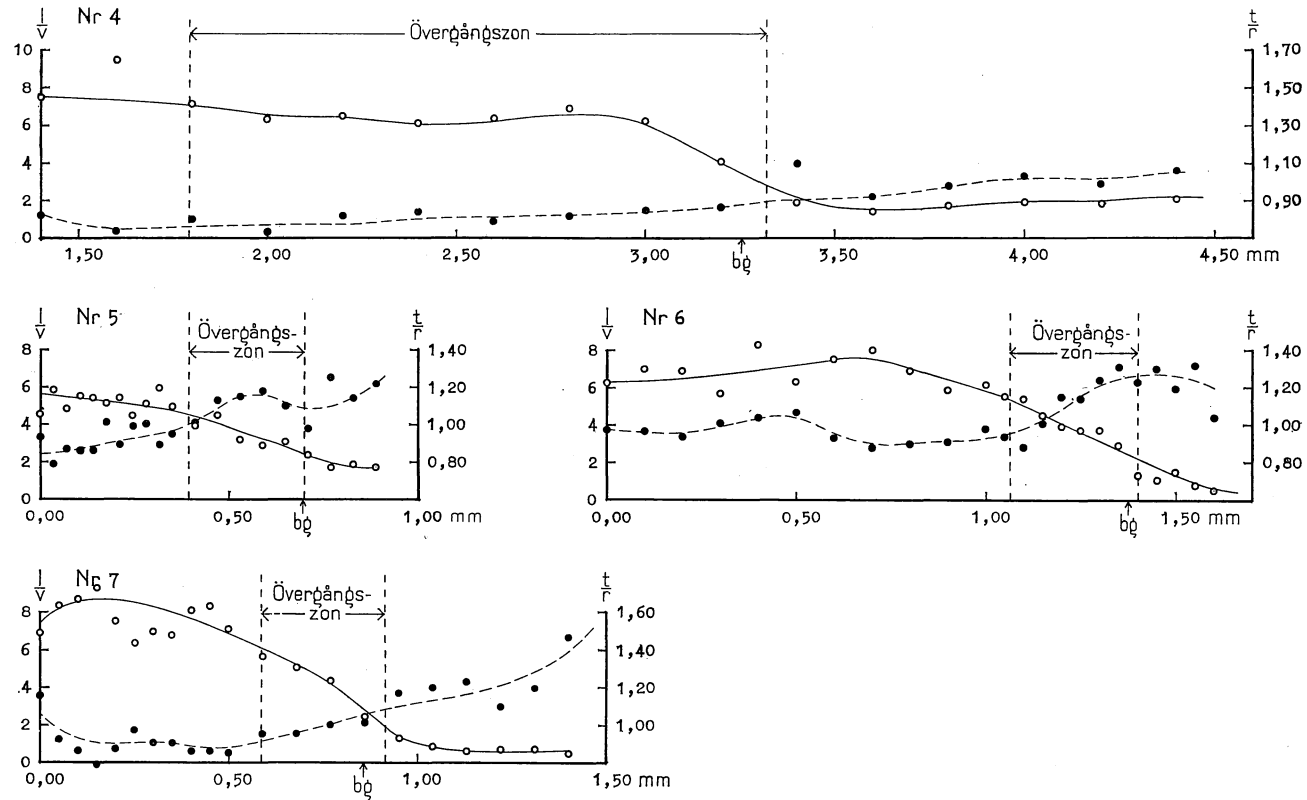 l/v Nr 4 t/r
Övergångszon
10 1,70
8 1,50
6 1,30
4 1,10
2 0,90
0
1,50 2,00 2,50 3,00 3,50 4,00 4,50 mm
bg
l/v Nr 5 t/r
Övergångs-
zon
8 1,40
6 1,20
4 1,00
2 0,80
0
0,00 0,50 1,00 mm
bg
l/v Nr 6 t/r
Övergångs-
zon
8 1,40
6 1,20
4 1,00
2 0,80
0
0,00 0,50 1,00 1,50 mm
bg
l/v Nr 7 t/r
Övergångs-
zon
8 1,60
6 1,40
4 1,20
2 1,00
0
0,00 0,50 1,00 1,50 mm
bg